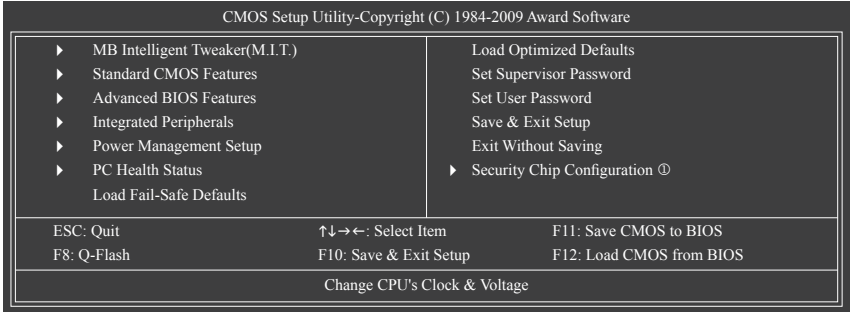 CMOS Setup Utility-Copyright (C) 1984-2009 Award Software
MB Intelligent Tweaker(M.I.T.)
Standard CMOS Features
Advanced BIOS Features
Integrated Peripherals
Power Management Setup
PC Health Status
Load Fail-Safe Defaults
Load Optimized Defaults
Set Supervisor Password
Set User Password
Save & Exit Setup
Exit Without Saving
Security Chip Configuration ①
ESC: Quit
↑↓→←: Select Item
F11: Save CMOS to BIOS
F8: Q-Flash
F10: Save & Exit Setup
F12: Load CMOS from BIOS
Change CPU's Clock & Voltage